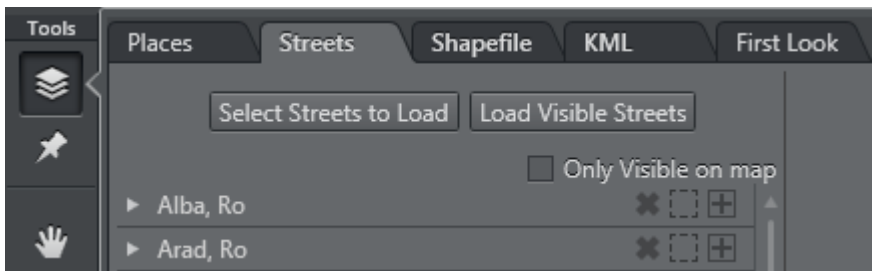 Tools
Places Streets Shapefile KML First Look
Select Streets to Load Load Visible Streets
Only Visible on map
Alba, Ro
Arad, Ro